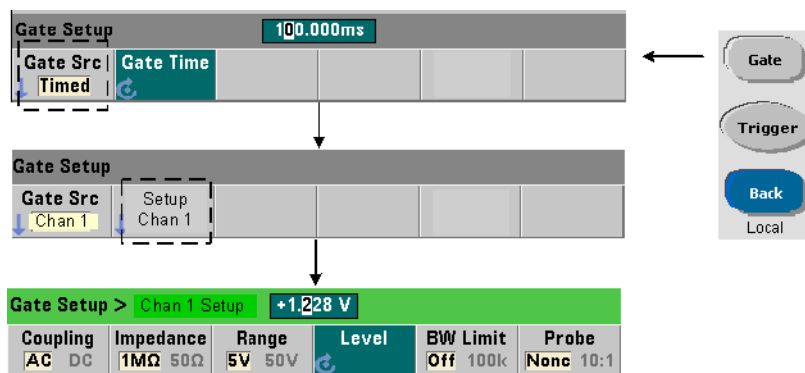 Gate Setup 100.000ms
Gate Src Gate Time
Timed
Gate
Trigger
Back
Local
Gate Setup
Gate Src Setup
Chan 1 Chan 1
Gate Setup > Chan 1 Setup +1.228 V
Coupling Impedance Range Level BW Limit Probe
AC DC 1MΩ 50Ω 5V 50V Off 100k None 10:1